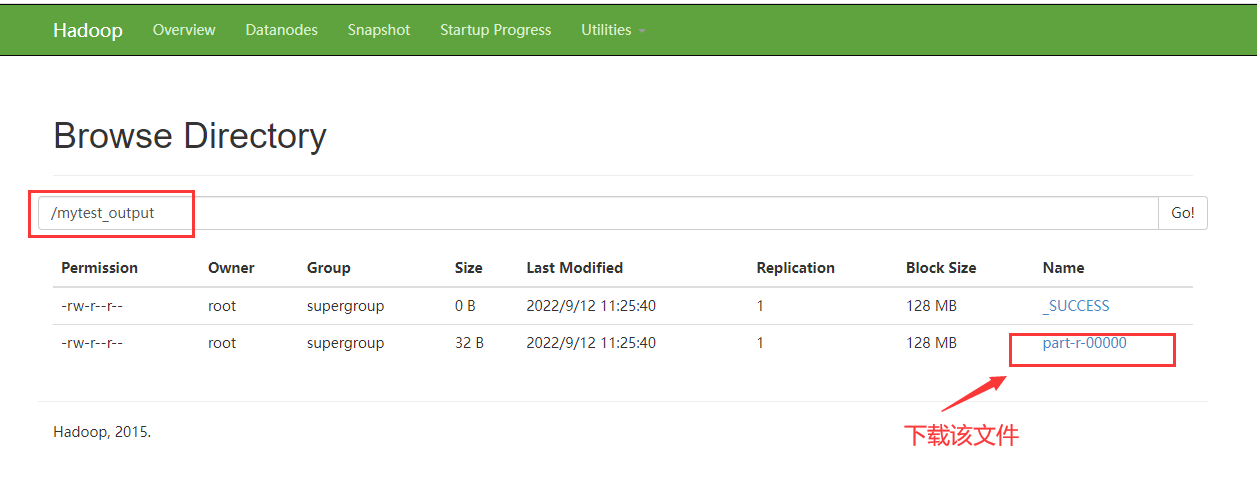 Hadoop Overview Datanodes Snapshot Startup Progress Utilities
Browse Directory
/mytest_output Go!
Permission Owner Group Size Last Modified Replication Block Size Name
-rw-r--r-- root supergroup 0 B 2022/9/12 11:25:40 1 128 MB _SUCCESS
-rw-r--r-- root supergroup 32 B 2022/9/12 11:25:40 1 128 MB part-r-00000
下载该文件
Hadoop, 2015.